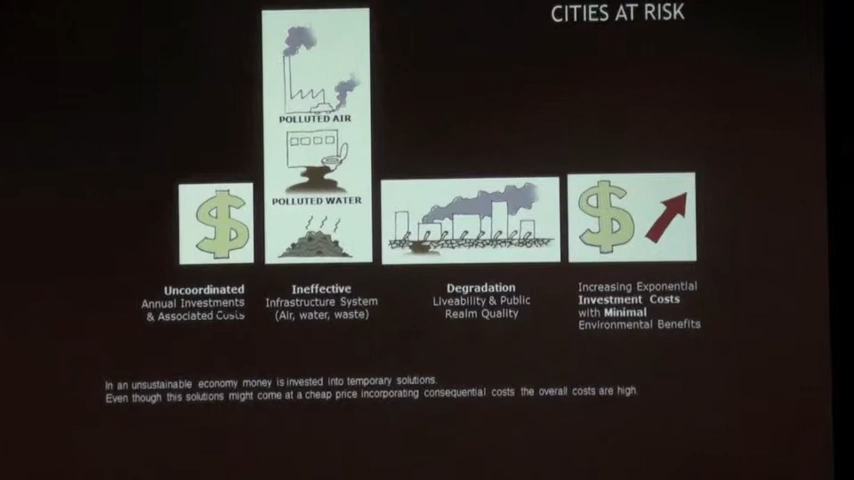 CITIES AT RISK
POLLUTED AIR
POLLUTED WATER
Uncoordinated
Annual Investments
& Associated Costs
Ineffective
Infrastructure System
(Air, water, waste)
Degradation
Liveability & Public
Realm Quality
Increasing Exponential
Investment Costs
with Minimal
Environmental Benefits
In an unsustainable economy money is invested into temporary solutions.
Even though this solutions might come at a cheap price incorporating consequential costs the overall costs are high.